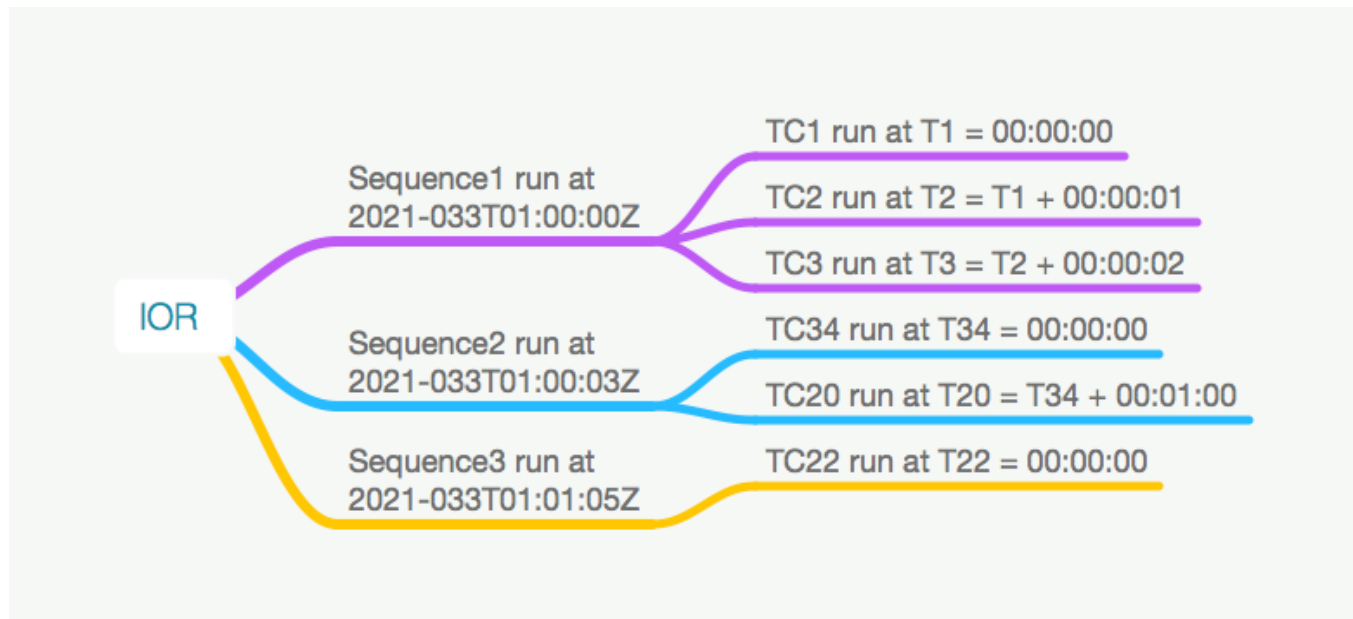 IOR
Sequence1 run at
2021-033T01:00:00Z
TC1 run at T1 = 00:00:00
TC2 run at T2 = T1 + 00:00:01
TC3 run at T3 = T2 + 00:00:02
Sequence2 run at
2021-033T01:00:03Z
TC34 run at T34 = 00:00:00
TC20 run at T20 = T34 + 00:01:00
Sequence3 run at
2021-033T01:01:05Z
TC22 run at T22 = 00:00:00